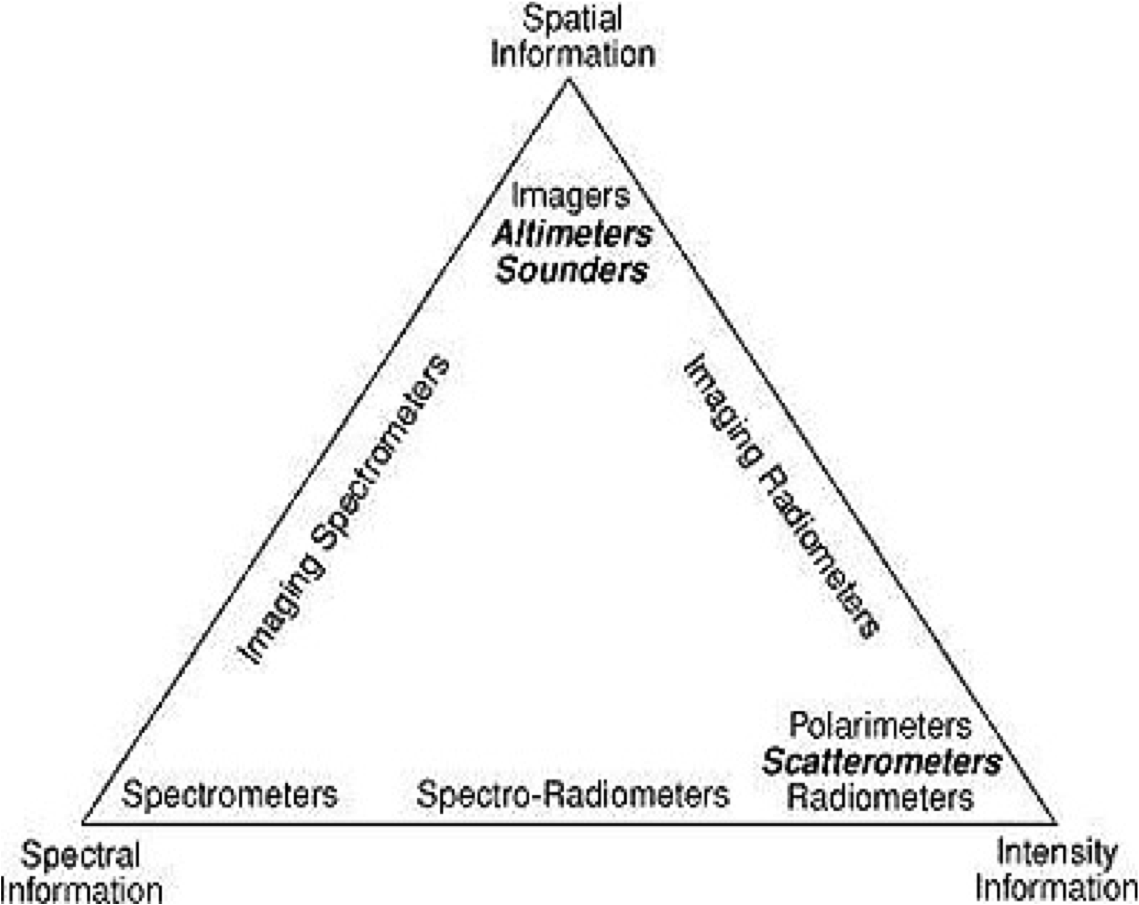 Spatial
Information
Imagers
Altimeters
Sounders
Imaging Spectrometers
Imaging Radiometers
Polarimeters
Scatterometers
Radiometers
Spectrometers
Spectro-Radiometers
Spectral
Information
Intensity
Information